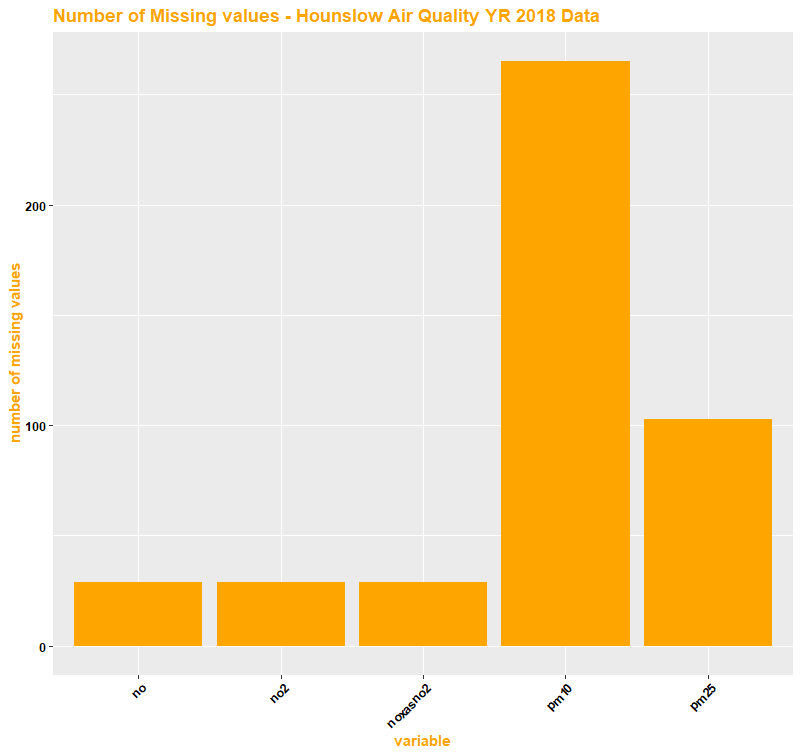 Number of Missing values - Hounslow Air Quality YR 2018 Data
number of missing values
200
100
0
no
no2
noxasno2
pm10
pm25
variable